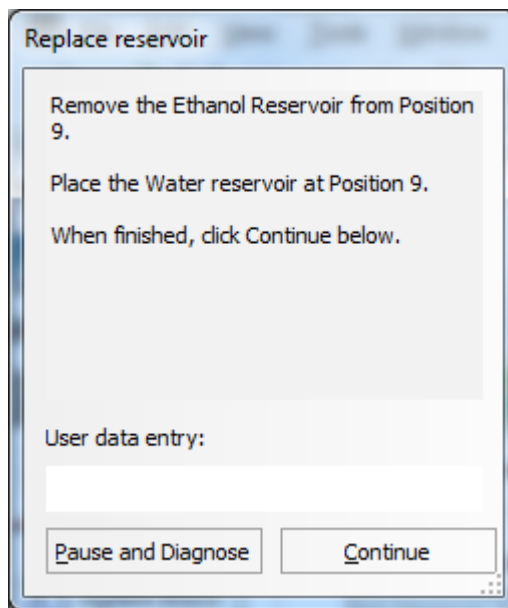 Replace reservoir
Remove the Ethanol Reservoir from Position
9.
Place the Water reservoir at Position 9.
When finished, click Continue below.
User data entry:
Pause and Diagnose
Continue